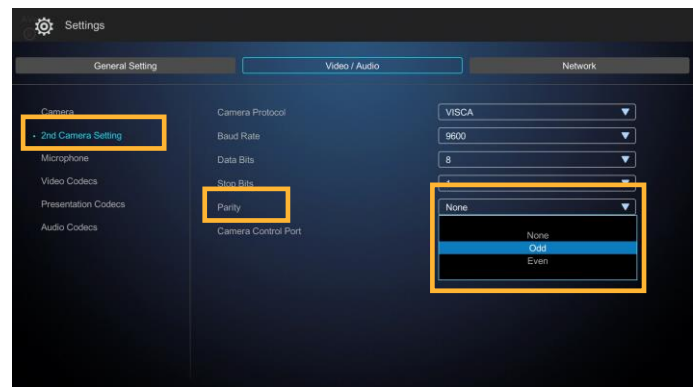 Settings
General Setting Video / Audio Network
Camera Camera Protocol VISCA
2nd Camera Setting Baud Rate 9600
Microphone Data Bits 8
Video Codecs Stop Bits
Presentation Codecs Parity None
Audio Codecs Camera Control Port None
Odd
Even